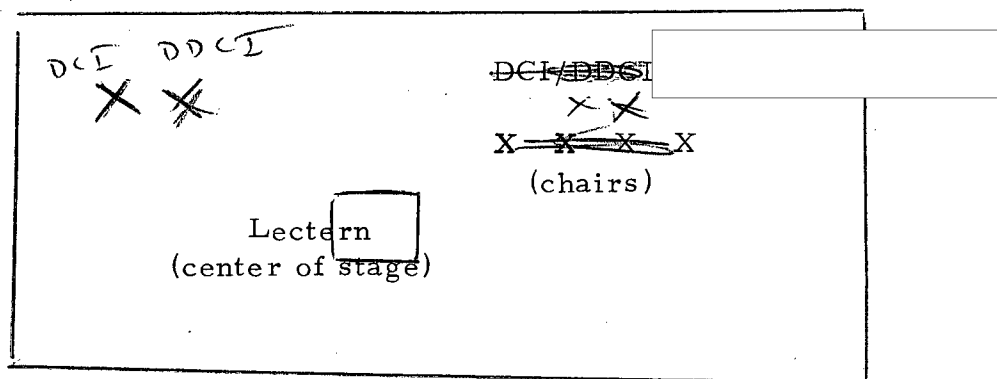 DCI DDCI
DCI/DDCI
X X
X X
X X X X
(chairs)
Lectern
(center of stage)